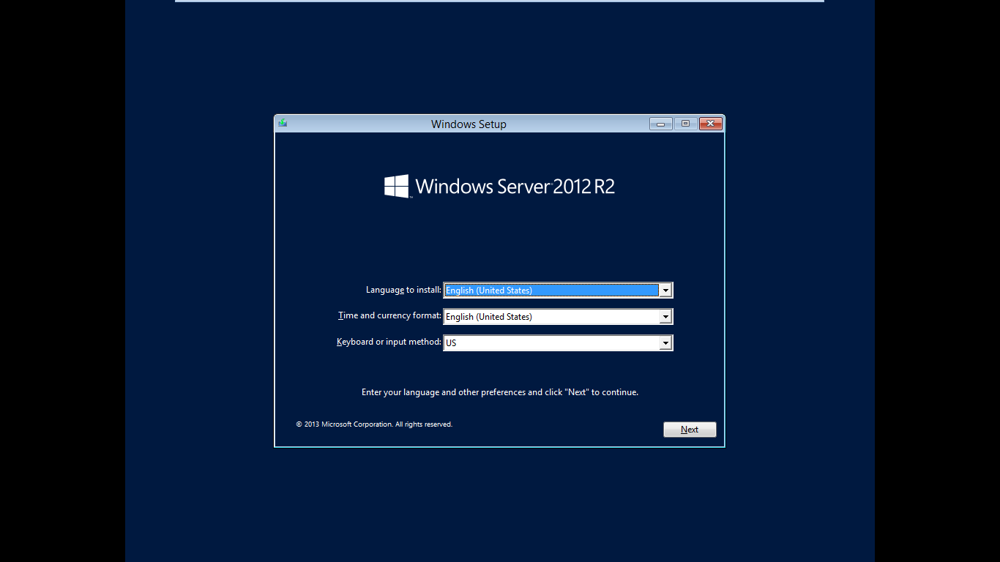 Windows Setup
Windows Server 2012 R2
Language to install: English (United States)
Time and currency format: English (United States)
Keyboard or input method: US
Enter your language and other preferences and click "Next" to continue.
© 2013 Microsoft Corporation. All rights reserved.
Next